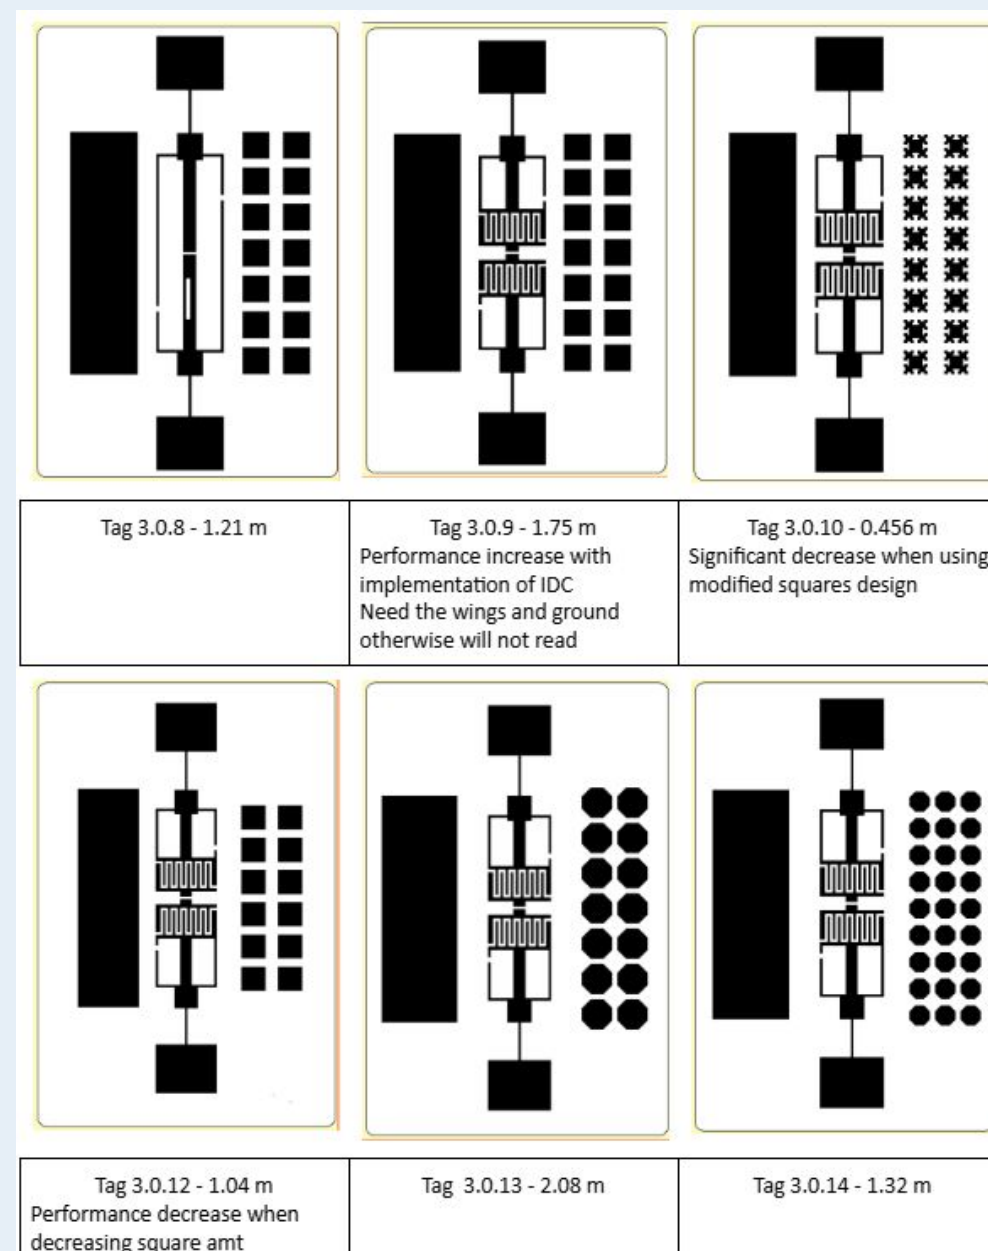 Tag 3.0.8 - 1.21 m
Tag 3.0.9 - 1.75 m
Performance increase with
implementation of IDC
Need the wings and ground
otherwise will not read
Tag 3.0.10 - 0.456 m
Significant decrease when using
modified squares design
Tag 3.0.12 - 1.04 m
Performance decrease when
decreasing square amt
Tag 3.0.13 - 2.08 m
Tag 3.0.14 - 1.32 m